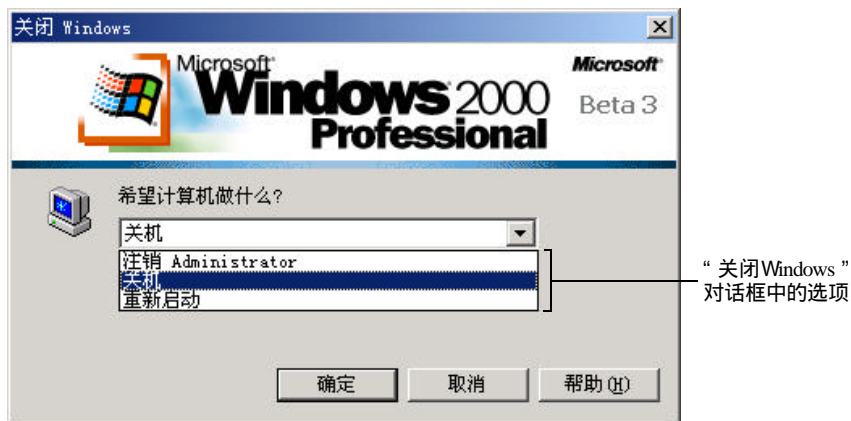 关闭 Windows
Microsoft
Windows 2000
Professional
Microsoft
Beta 3
希望计算机做什么?
关机
注销 Administrator
关机
重新启动
确定
取消
帮助(H)
“关闭Windows”
对话框中的选项